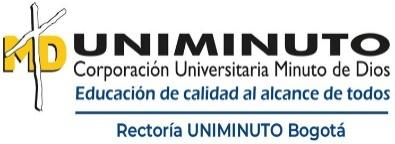 MD UNIMINUTO
Corporación Universitaria Minuto de Dios
Educación de calidad al alcance de todos
Rectoría UNIMINUTO Bogotá